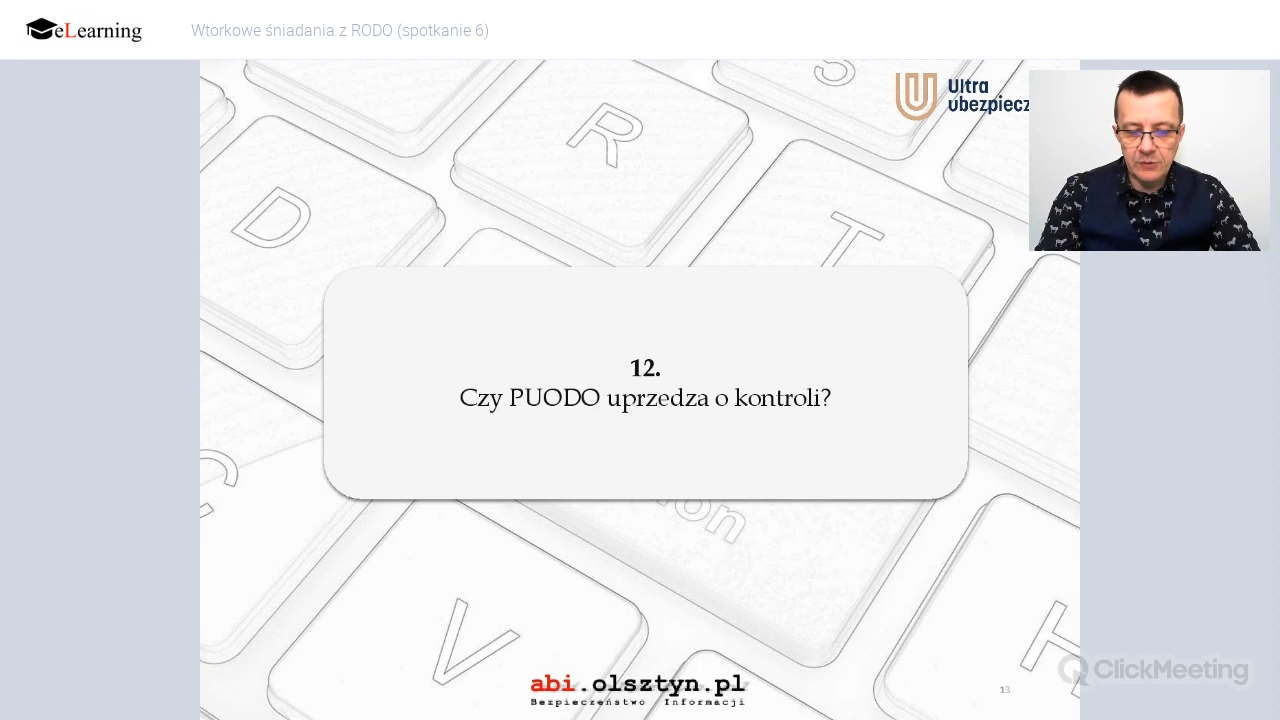 eLearning
Wtorkowe śniadania z RODO (spotkanie 6)
S
R
D
T
Ultra
ubezpiecz
12.
Czy PUODO uprzedza o kontroli?
C
V
H
abi.olsztyn.pl
Bezpieczeństwo Informacji
13
ClickMeeting